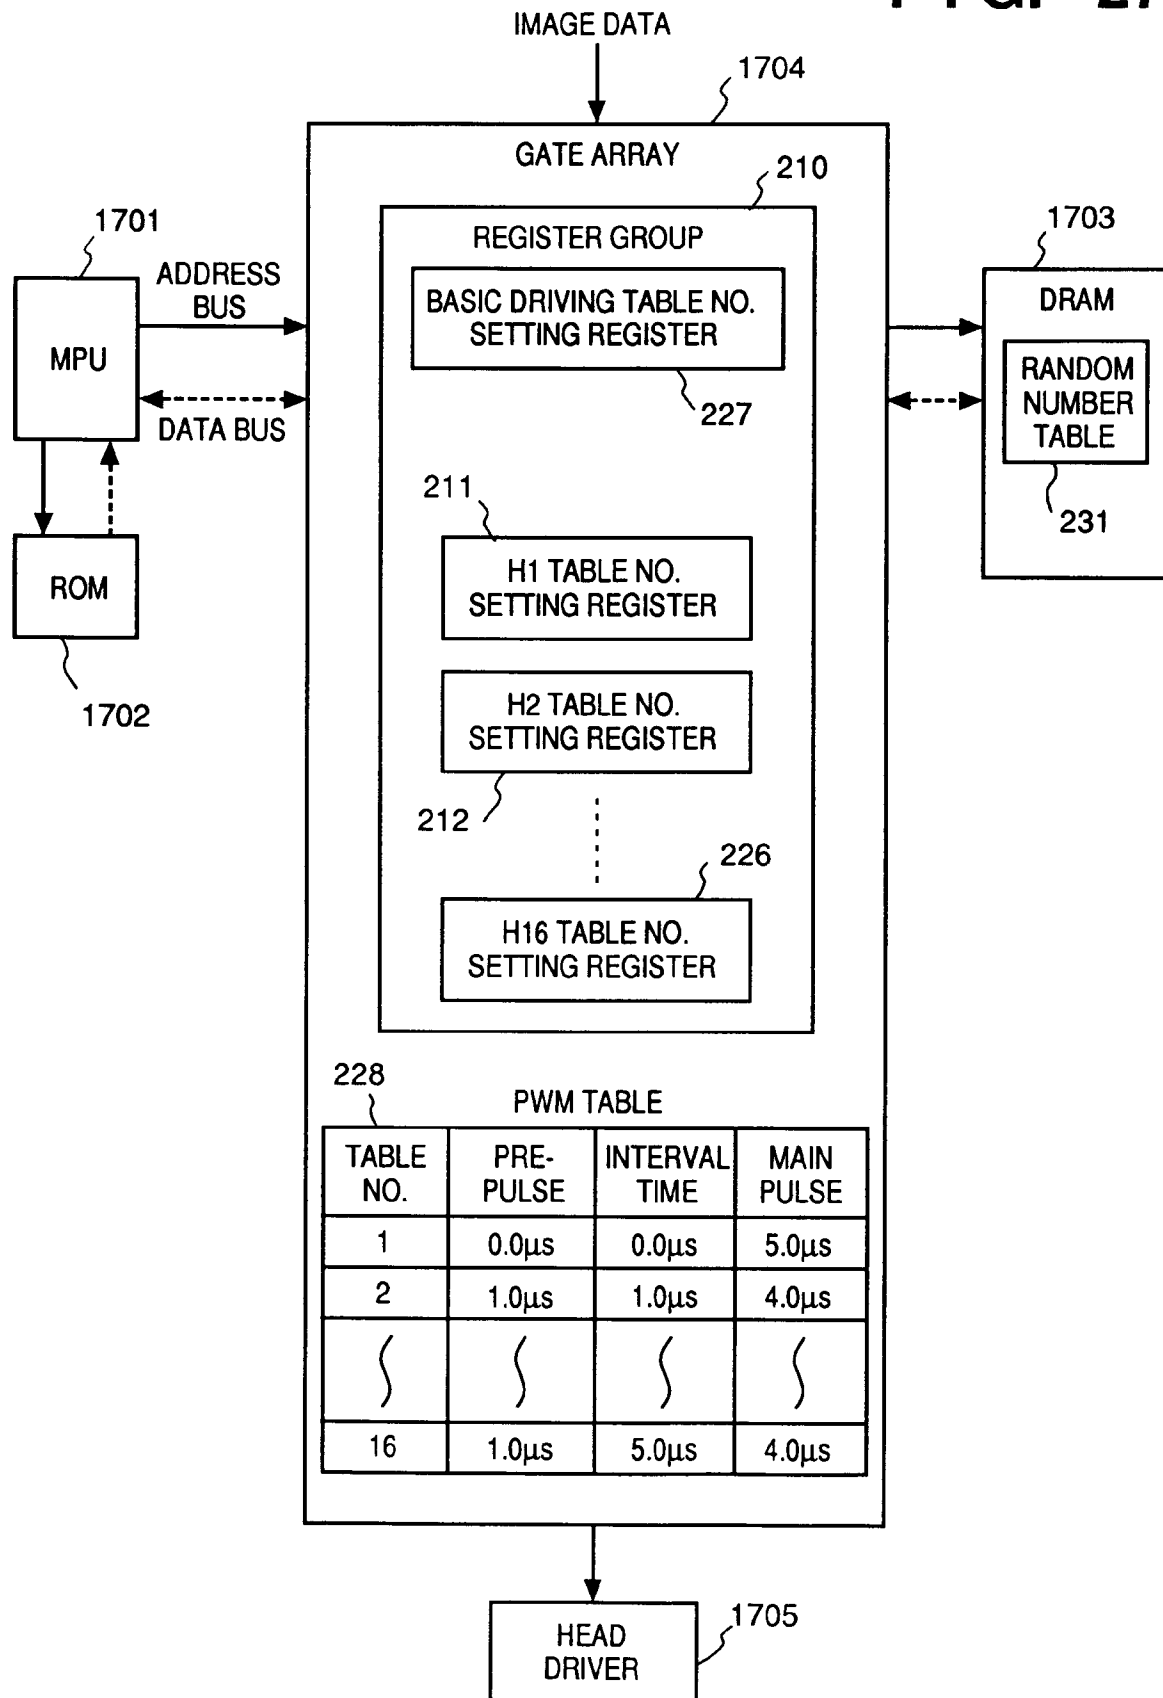 IMAGE DATA
1704
GATE ARRAY
210
REGISTER GROUP
BASIC DRIVING TABLE NO.
SETTING REGISTER
227
1701
ADDRESS
BUS
MPU
DATA BUS
ROM
1702
1703
DRAM
RANDOM
NUMBER
TABLE
231
211
H1 TABLE NO.
SETTING REGISTER
H2 TABLE NO.
SETTING REGISTER
212
226
H16 TABLE NO.
SETTING REGISTER
228
PWM TABLE
TABLE NO. PRE-PULSE INTERVAL TIME MAIN PULSE
1 0.0µs 0.0µs 5.0µs
2 1.0µs 1.0µs 4.0µs
16 1.0µs 5.0µs 4.0µs
HEAD
DRIVER
1705